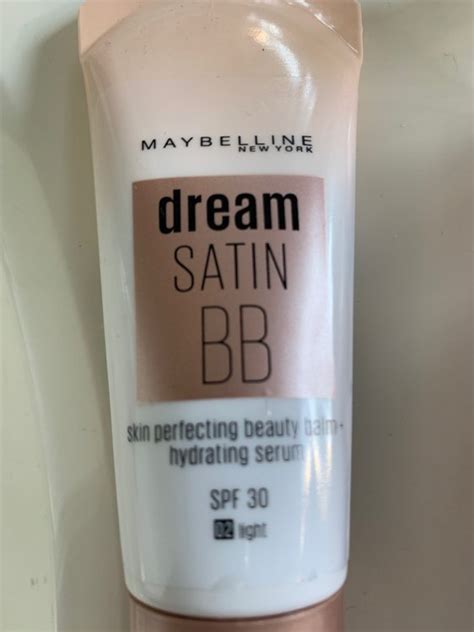 MAYBELLINE
NEW YORK
dream
SATIN
BB
skin perfecting beauty balm+
hydrating serum
SPF 30
02 light